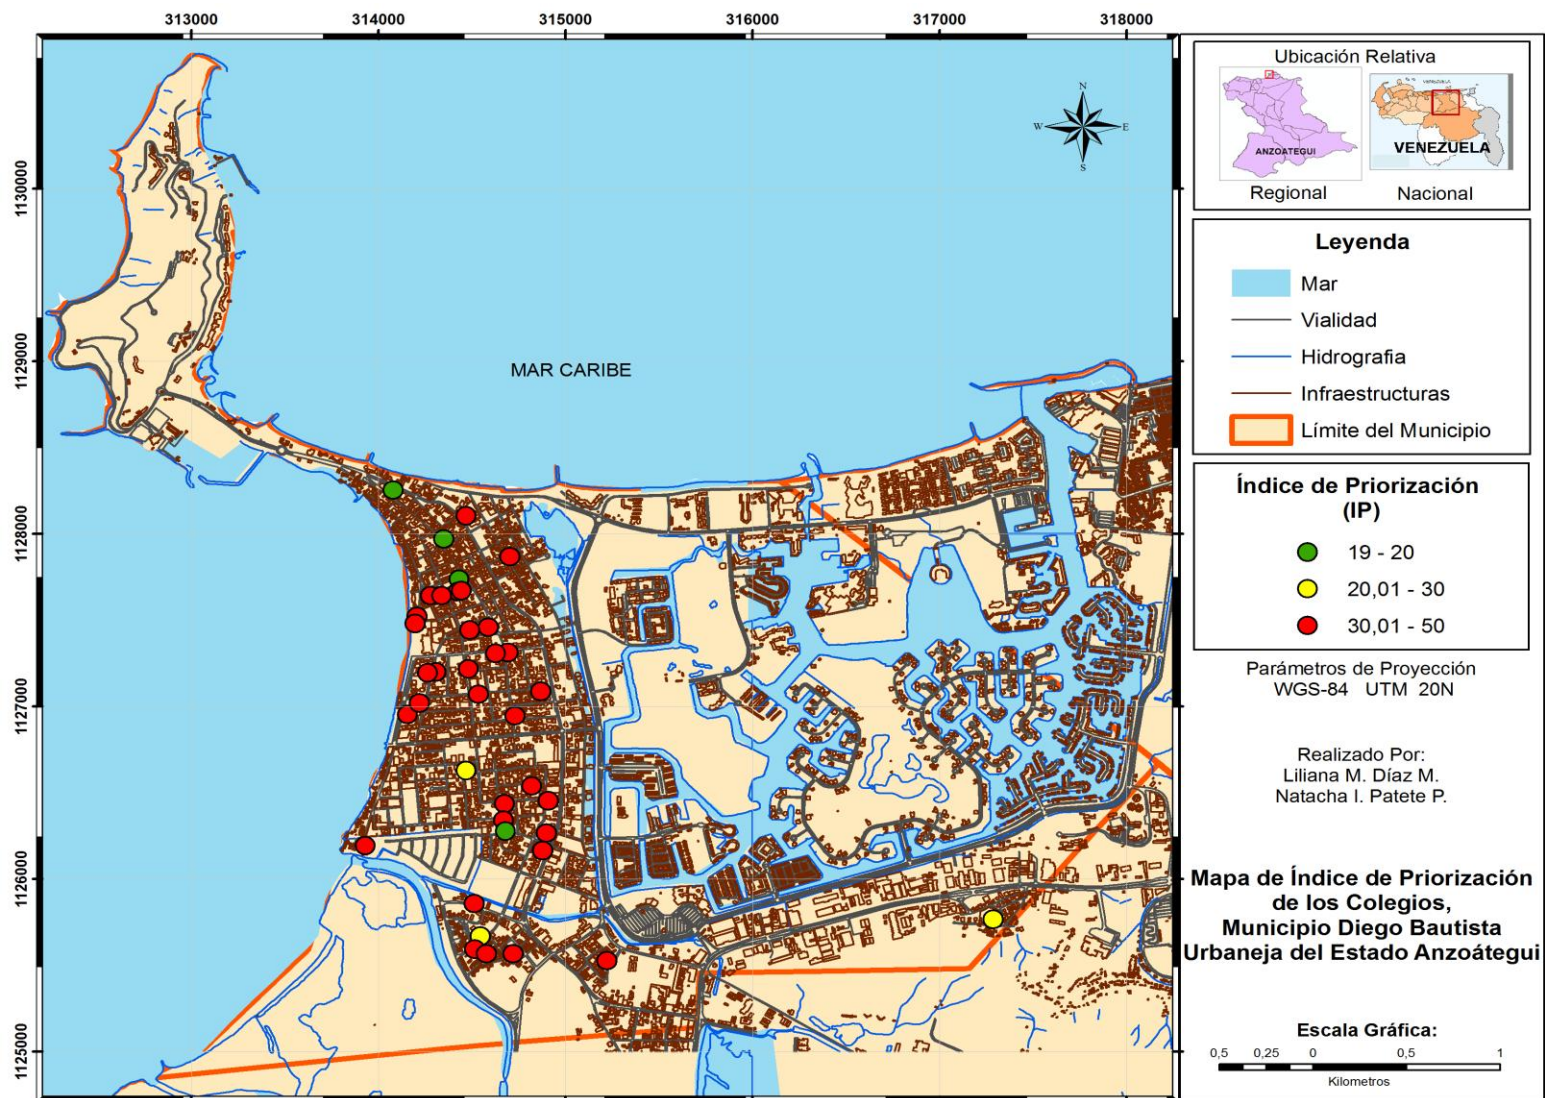 313000 314000 315000 316000 317000 318000
1130000
1129000
1128000
1127000
1126000
1125000
N
W E
S
MAR CARIBE
Ubicación Relativa
ANZOATEGUI
VENEZUELA
VENEZUELA
Regional Nacional
Leyenda
Mar
Vialidad
Hidrografia
Infraestructuras
Límite del Municipio
Índice de Priorización
(IP)
19 - 20
20,01 - 30
30,01 - 50
Parámetros de Proyección
WGS-84 UTM 20N
Realizado Por:
Liliana M. Díaz M.
Natacha I. Patete P.
Mapa de Índice de Priorización
de los Colegios,
Municipio Diego Bautista
Urbaneja del Estado Anzoátegui
Escala Gráfica:
0,5 0,25 0 0,5 1
Kilometros